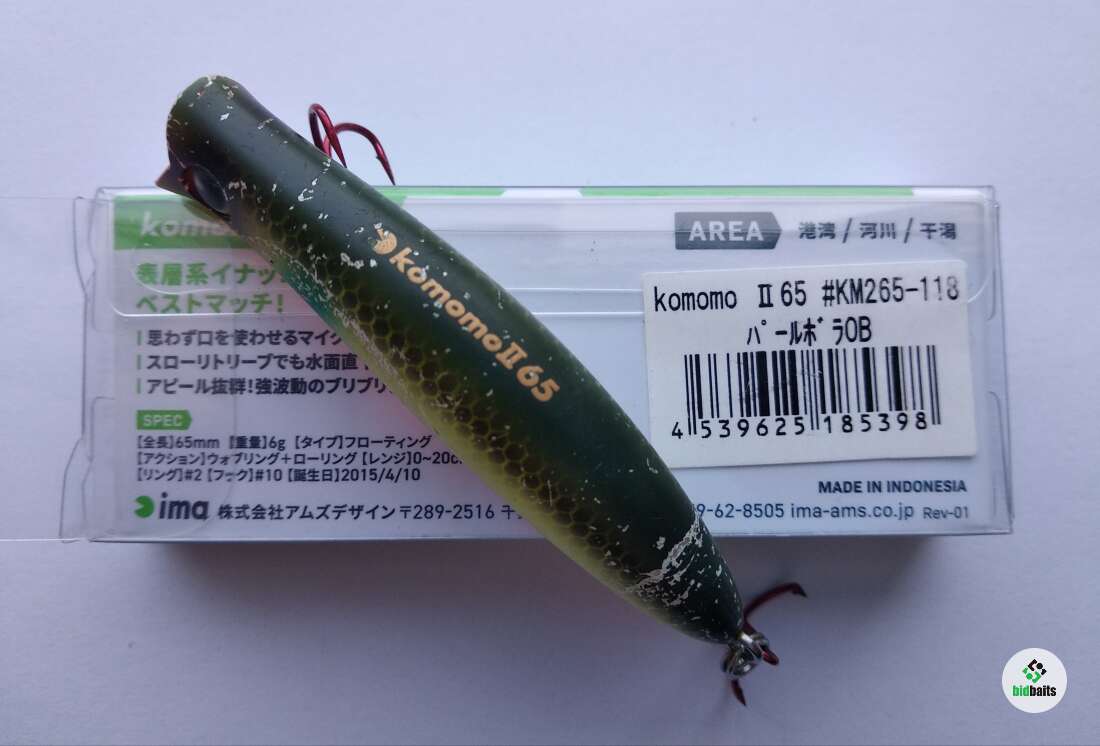 komomo
AREA 港湾 / 河川 / 干潟
表層系イナッ
ベストマッチ!
思わず口を使わせるマイク
スローリトリーブでも水面直
アピール抜群!強波動のブリブリ
SPEC
【全長】65mm 【重量】6g 【タイプ】フローティング
【アクション】ウォブリング+ローリング 【レンジ】0~20c
【リング】#2 【フック】#10 【誕生日】2015/4/10
ima 株式会社アムズデザイン 〒289-2516 千
9-62-8505 ima-ams.co.jp Rev-01
MADE IN INDONESIA
komomo Ⅱ 65 #KM265-118
パールボラOB
4 539625 185398
komomoII 65
bidbaits